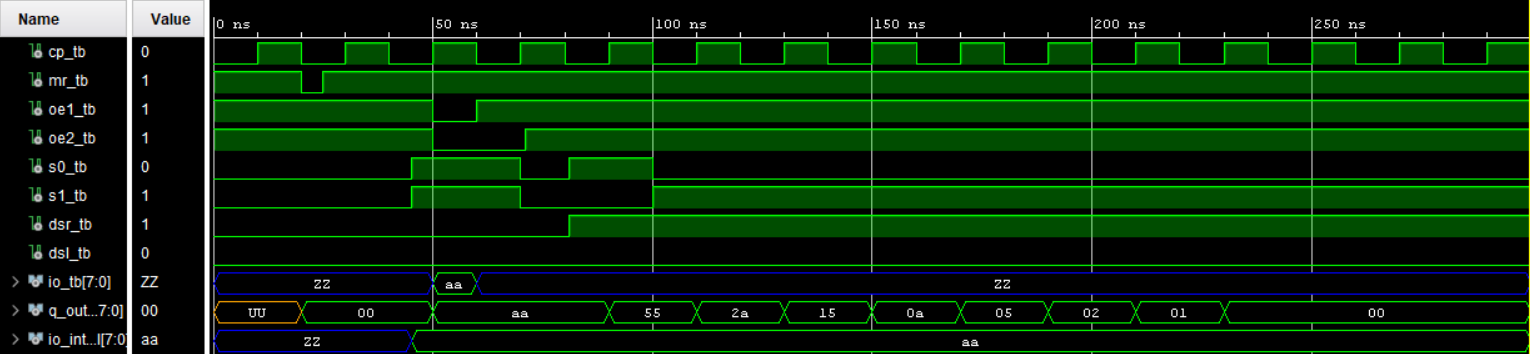 Name Value 0 ns 50 ns 100 ns 150 ns 200 ns 250 ns
cp_tb 0
mr_tb 1
oe1_tb 1
oe2_tb 1
s0_tb 0
s1_tb 1
dsr_tb 1
dsl_tb 0
io_tb[7:0] ZZ ZZ aa ZZ
q_out...7:0] 00 UU 00 aa 55 2a 15 0a 05 02 01 00
io_int...l[7:0] aa ZZ aa